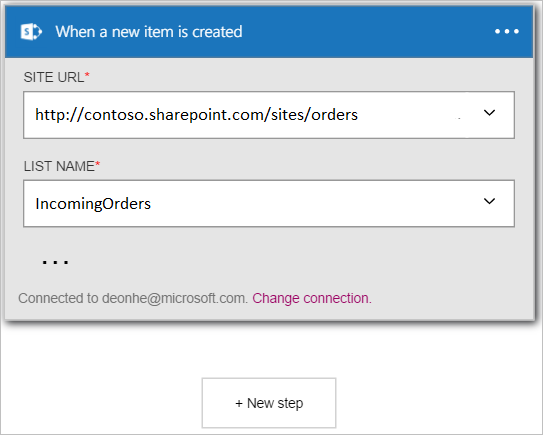 When a new item is created
SITE URL*
http://contoso.sharepoint.com/sites/orders
LIST NAME*
IncomingOrders
...
Connected to deonhe@microsoft.com. Change connection.
+ New step